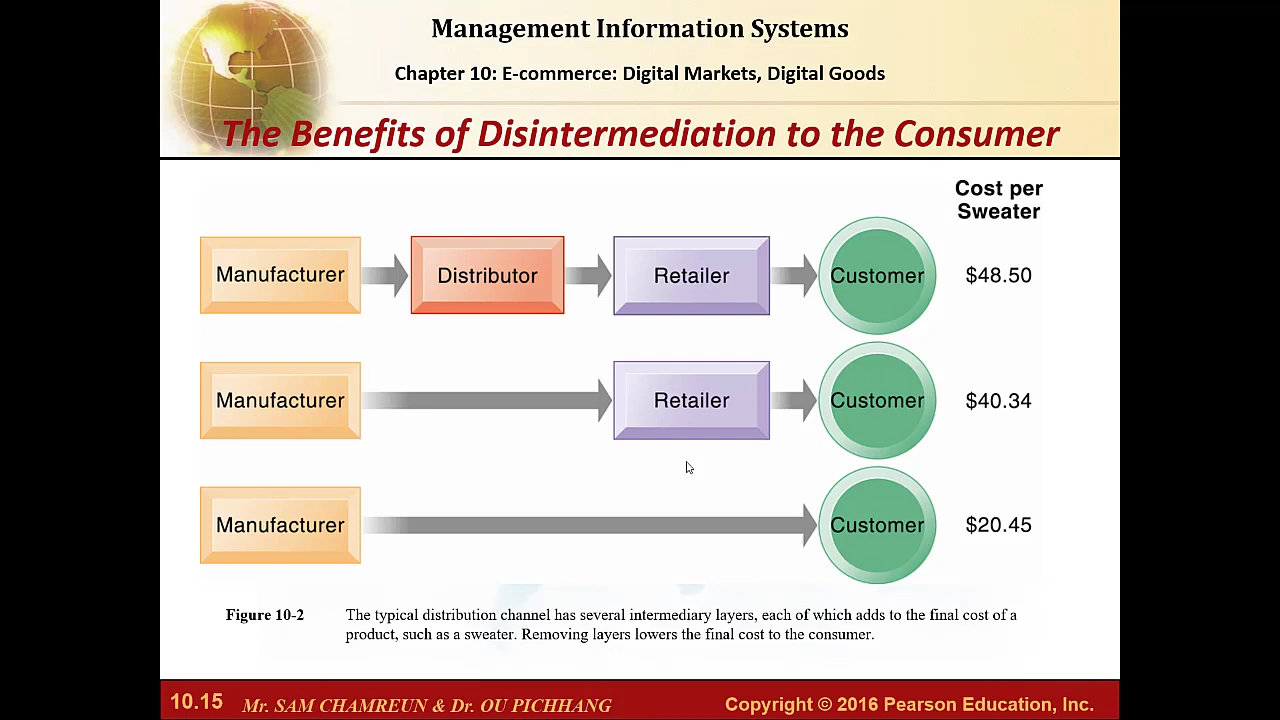 Management Information Systems
Chapter 10: E-commerce: Digital Markets, Digital Goods
The Benefits of Disintermediation to the Consumer
Cost per
Sweater
Manufacturer Distributor Retailer Customer $48.50
Manufacturer Retailer Customer $40.34
Manufacturer Customer $20.45
Figure 10-2 The typical distribution channel has several intermediary layers, each of which adds to the final cost of a
product, such as a sweater. Removing layers lowers the final cost to the consumer.
10.15 Mr. SAM CHAMREUN & Dr. OU PICHHANG Copyright © 2016 Pearson Education, Inc.